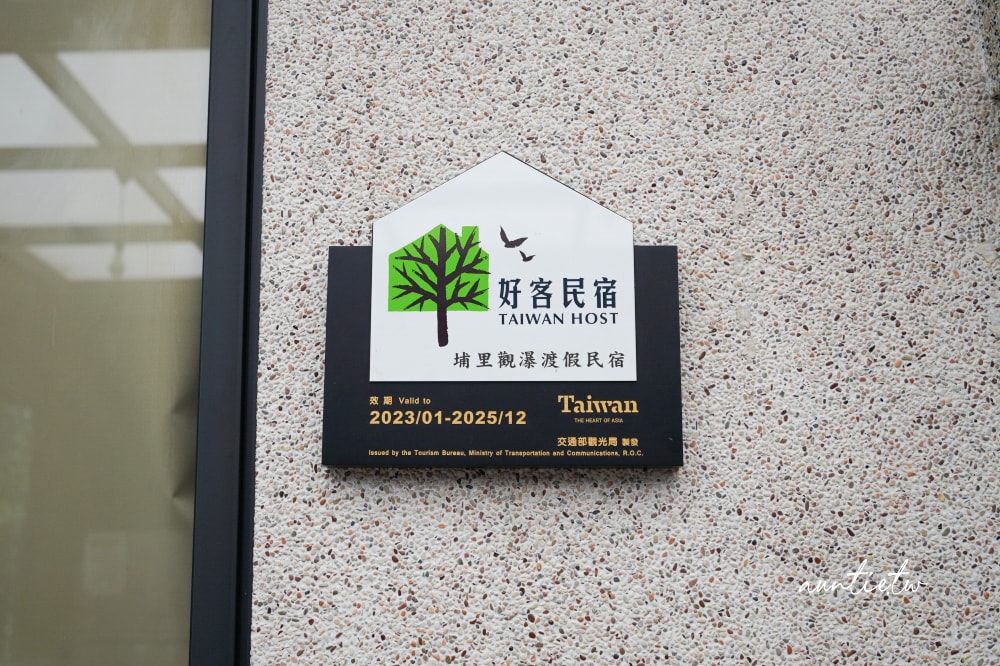 好客民宿
TAIWAN HOST
埔里觀瀑渡假民宿
效期 Valid to
2023/01-2025/12
Taiwan
THE HEART OF ASIA
交通部觀光局 製發
Issued by the Tourism Bureau, Ministry of Transportation and Communications, R.O.C.
auntietw